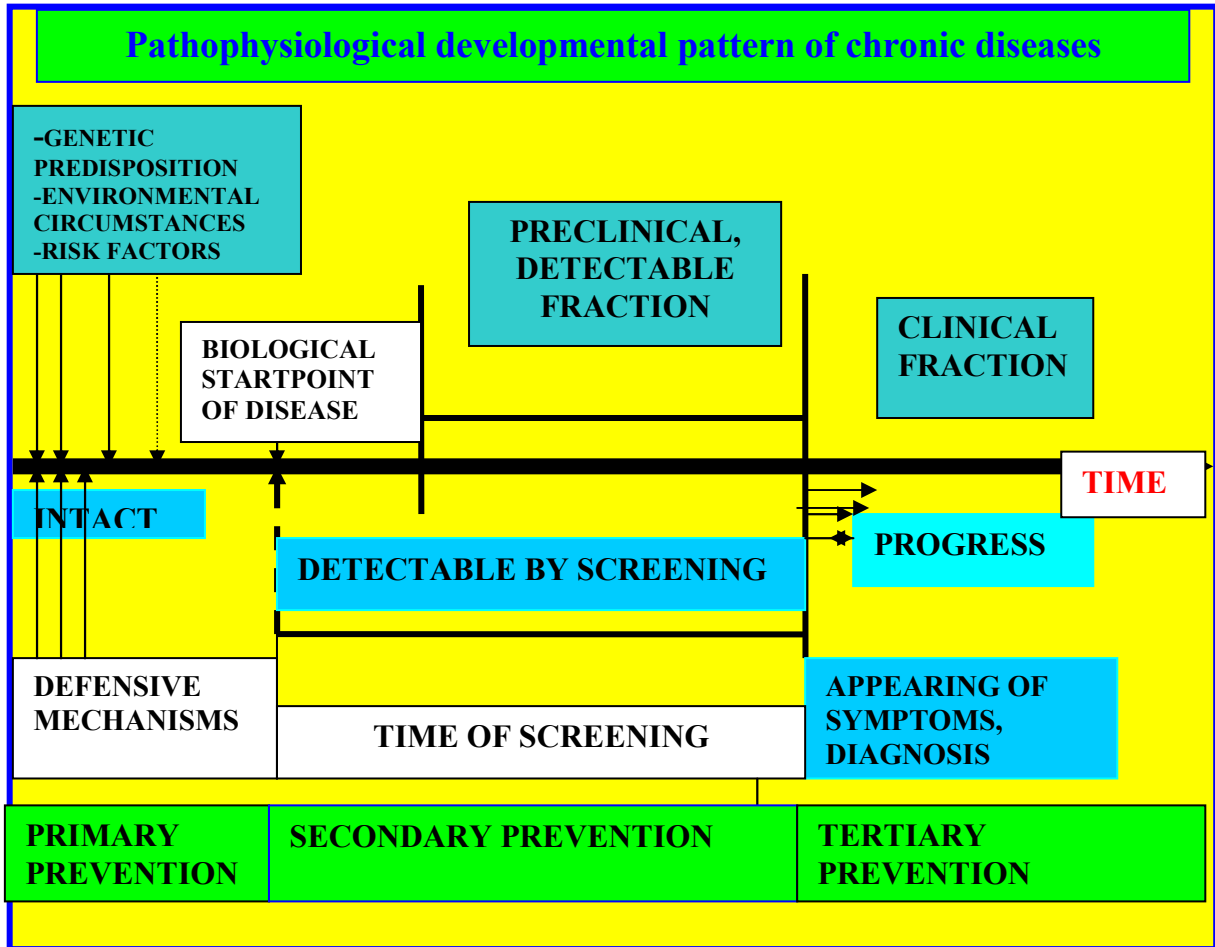 Pathophysiological developmental pattern of chronic diseases
-GENETIC
PREDISPOSITION
-ENVIRONMENTAL
CIRCUMSTANCES
-RISK FACTORS
PRECLINICAL,
DETECTABLE
FRACTION
CLINICAL
FRACTION
BIOLOGICAL
STARTPOINT
OF DISEASE
TIME
INTACT
PROGRESS
DETECTABLE BY SCREENING
DEFENSIVE
MECHANISMS
TIME OF SCREENING
APPEARING OF
SYMPTOMS,
DIAGNOSIS
PRIMARY
PREVENTION
SECONDARY PREVENTION
TERTIARY
PREVENTION